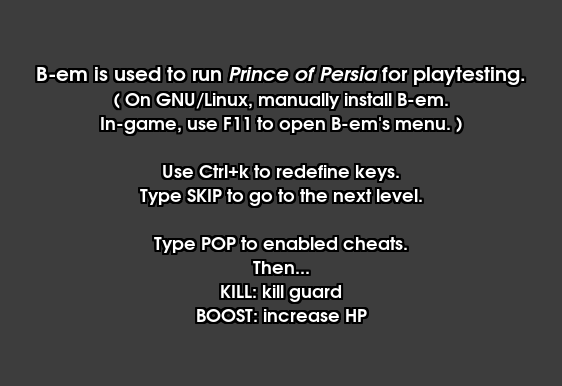 B-em is used to run Prince of Persia for playtesting.
( On GNU/Linux, manually install B-em.
In-game, use F11 to open B-em's menu. )
Use Ctrl+k to redefine keys.
Type SKIP to go to the next level.
Type POP to enabled cheats.
Then...
KILL: kill guard
BOOST: increase HP